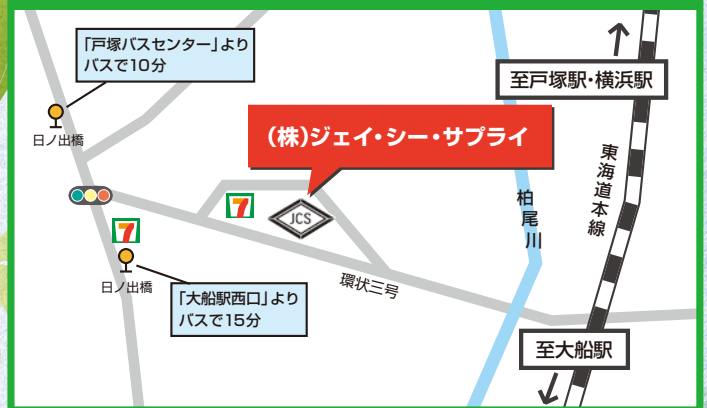 「戸塚バスセンター」より
バスで10分
日ノ出橋
(株)ジェイ・シー・サプライ
至戸塚駅・横浜駅
東海道本線
柏尾川
7
JCS
7
日ノ出橋
「大船駅西口」より
バスで15分
環状三号
至大船駅